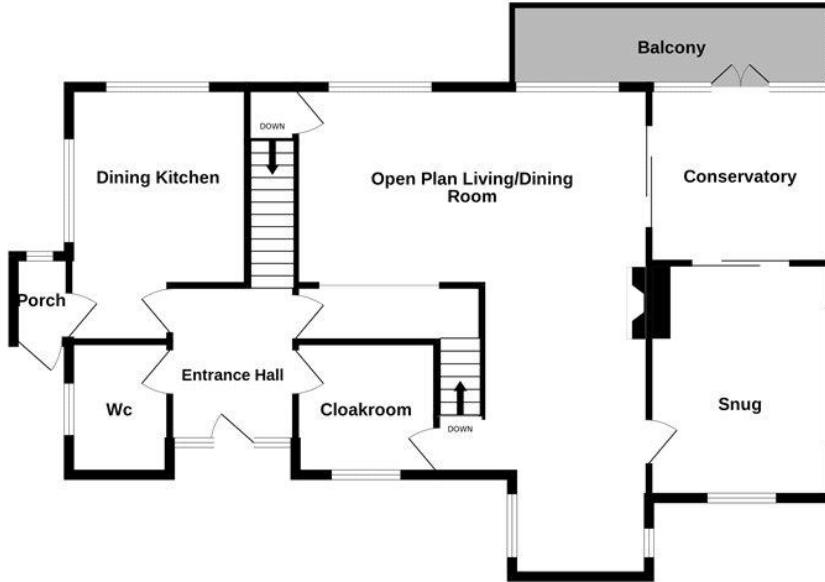 Balcony
DOWN
Dining Kitchen
Open Plan Living/Dining
Room
Conservatory
Porch
Entrance Hall
Wc
Cloakroom
Snug
DOWN